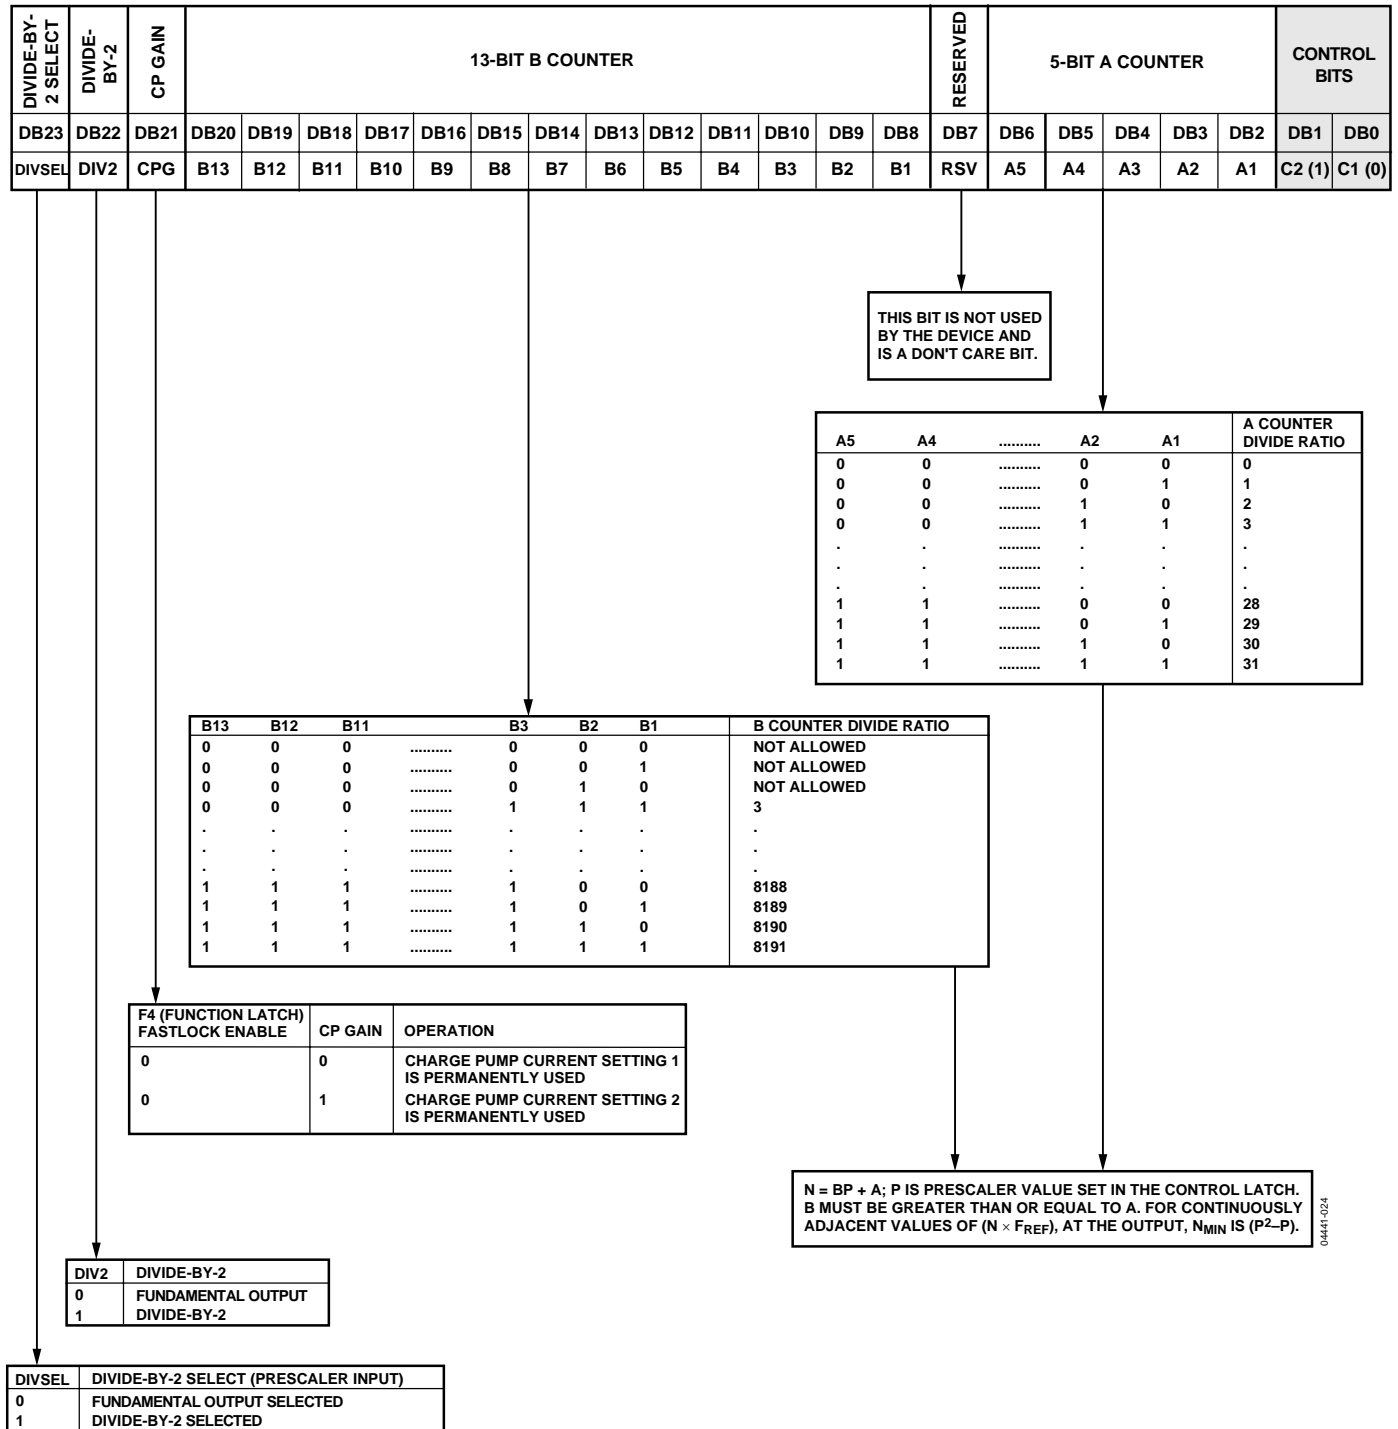 DIVIDE-BY-
2 SELECT
DIVIDE-
BY-2
CP GAIN
13-BIT B COUNTER
RESERVED
5-BIT A COUNTER
CONTROL
BITS
DB23 DB22 DB21 DB20 DB19 DB18 DB17 DB16 DB15 DB14 DB13 DB12 DB11 DB10 DB9 DB8 DB7 DB6 DB5 DB4 DB3 DB2 DB1 DB0
DIVSEL DIV2 CPG B13 B12 B11 B10 B9 B8 B7 B6 B5 B4 B3 B2 B1 RSV A5 A4 A3 A2 A1 C2 (1) C1 (0)
THIS BIT IS NOT USED
BY THE DEVICE AND
IS A DON'T CARE BIT.
A5 A4 .......... A2 A1 A COUNTER
DIVIDE RATIO
0 0 .......... 0 0 0
0 0 .......... 0 1 1
0 0 .......... 1 0 2
0 0 .......... 1 1 3
. . .......... . . .
. . .......... . . .
. . .......... . . .
1 1 .......... 0 0 28
1 1 .......... 0 1 29
1 1 .......... 1 0 30
1 1 .......... 1 1 31
B13 B12 B11 B3 B2 B1 B COUNTER DIVIDE RATIO
0 0 0 .......... 0 0 0 NOT ALLOWED
0 0 0 .......... 0 0 1 NOT ALLOWED
0 0 0 .......... 0 1 0 NOT ALLOWED
0 0 0 .......... 1 1 1 3
. . . .......... . . . .
. . . .......... . . . .
. . . .......... . . . .
1 1 1 .......... 1 0 0 8188
1 1 1 .......... 1 0 1 8189
1 1 1 .......... 1 1 0 8190
1 1 1 .......... 1 1 1 8191
F4 (FUNCTION LATCH)
FASTLOCK ENABLE CP GAIN OPERATION
0 0 CHARGE PUMP CURRENT SETTING 1
IS PERMANENTLY USED
0 1 CHARGE PUMP CURRENT SETTING 2
IS PERMANENTLY USED
N = BP + A; P IS PRESCALER VALUE SET IN THE CONTROL LATCH.
B MUST BE GREATER THAN OR EQUAL TO A. FOR CONTINUOUSLY
ADJACENT VALUES OF (N × FREF), AT THE OUTPUT, NMIN IS (P²–P).
04441-024
DIV2 DIVIDE-BY-2
0 FUNDAMENTAL OUTPUT
1 DIVIDE-BY-2
DIVSEL DIVIDE-BY-2 SELECT (PRESCALER INPUT)
0 FUNDAMENTAL OUTPUT SELECTED
1 DIVIDE-BY-2 SELECTED